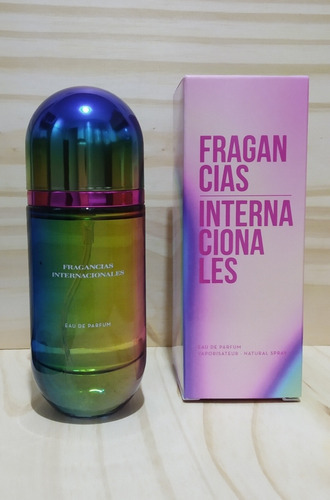 FRAGANCIAS
INTERNACIONALES
EAU DE PARFUM
FRAGAN
CIAS
INTERNA
CIONA
LES
EAU DE PARFUM
VAPORISATEUR - NATURAL SPRAY